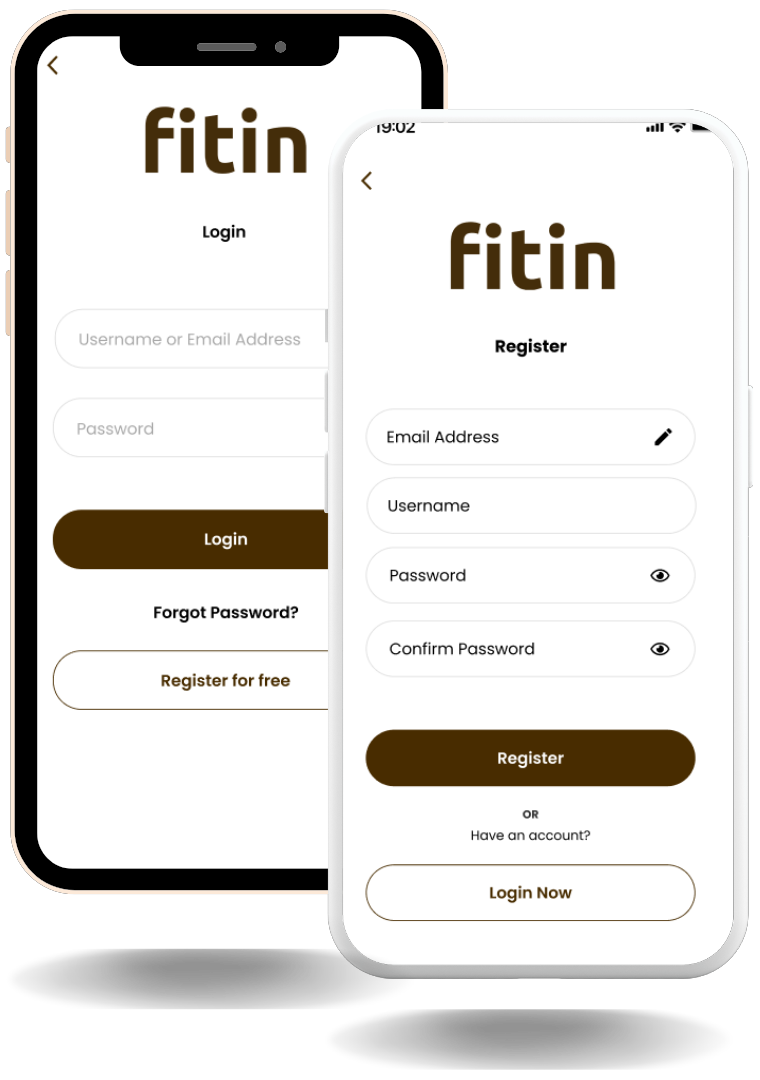 fitin
Login
Username or Email Address
Password
Login
Forgot Password?
Register for free
19:02
fitin
Register
Email Address
Username
Password
Confirm Password
Register
OR
Have an account?
Login Now